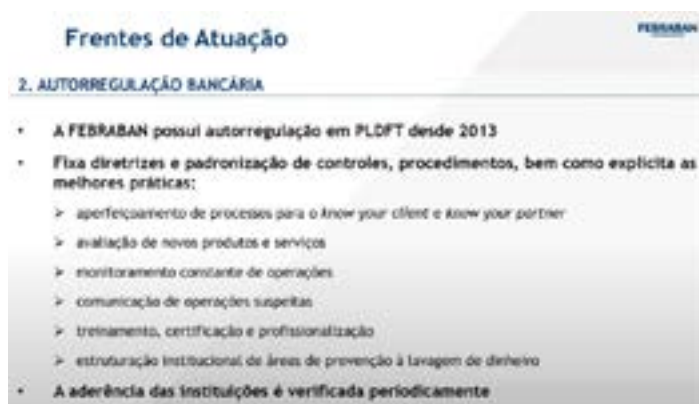 Frentes de Atuação
FEBRABAN
2. AUTORREGULAÇÃO BANCÁRIA
• A FEBRABAN possui autorregulação em PLDFT desde 2013
• Fixa diretrizes e padronização de controles, procedimentos, bem como explicita as
melhores práticas:
➢ aperfeiçoamento de processos para o know your client e know your partner
➢ avaliação de novos produtos e serviços
➢ monitoramento constante de operações
➢ comunicação de operações suspeitas
➢ treinamento, certificação e profissionalização
➢ estruturação institucional de áreas de prevenção à lavagem de dinheiro
• A aderência das instituições é verificada periodicamente